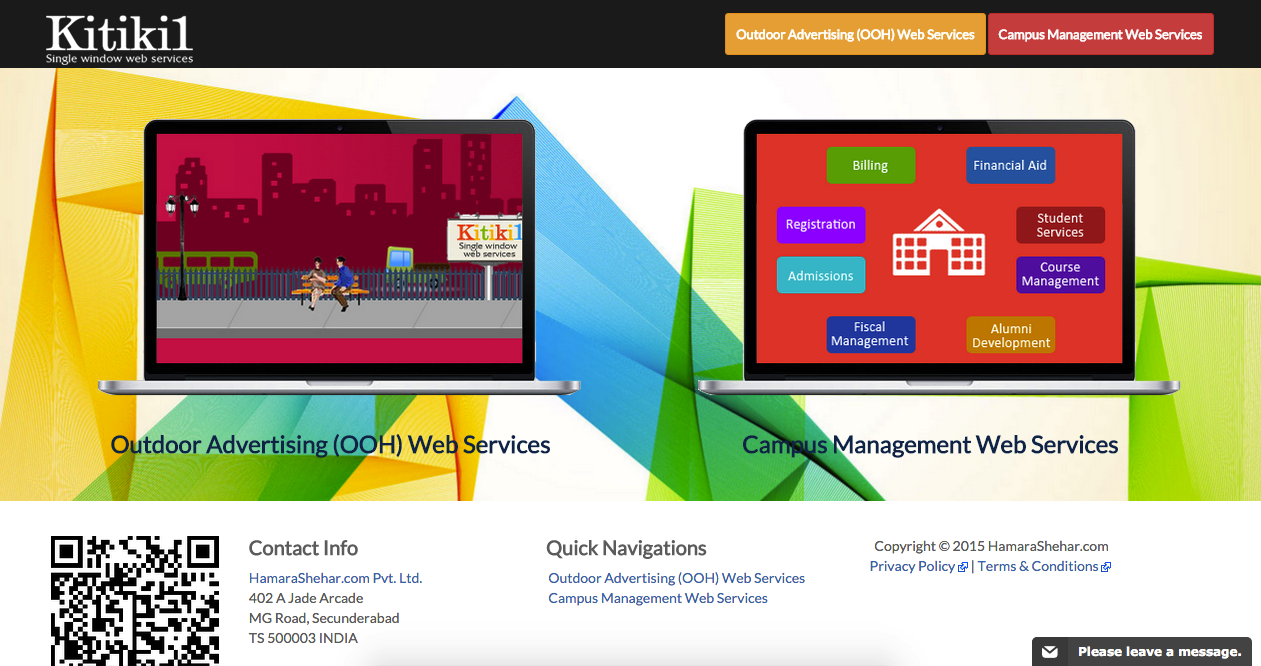 Kitiki1
Single window web services
Outdoor Advertising (OOH) Web Services
Campus Management Web Services
Kitiki1
Single window
web services
Billing
Financial Aid
Registration
Student
Services
Admissions
Course
Management
Fiscal
Management
Alumni
Development
Outdoor Advertising (OOH) Web Services
Campus Management Web Services
Contact Info
HamaraShehar.com Pvt. Ltd.
402 A Jade Arcade
MG Road, Secunderabad
TS 500003 INDIA
Quick Navigations
Outdoor Advertising (OOH) Web Services
Campus Management Web Services
Copyright © 2015 HamaraShehar.com
Privacy Policy | Terms & Conditions
Please leave a message.